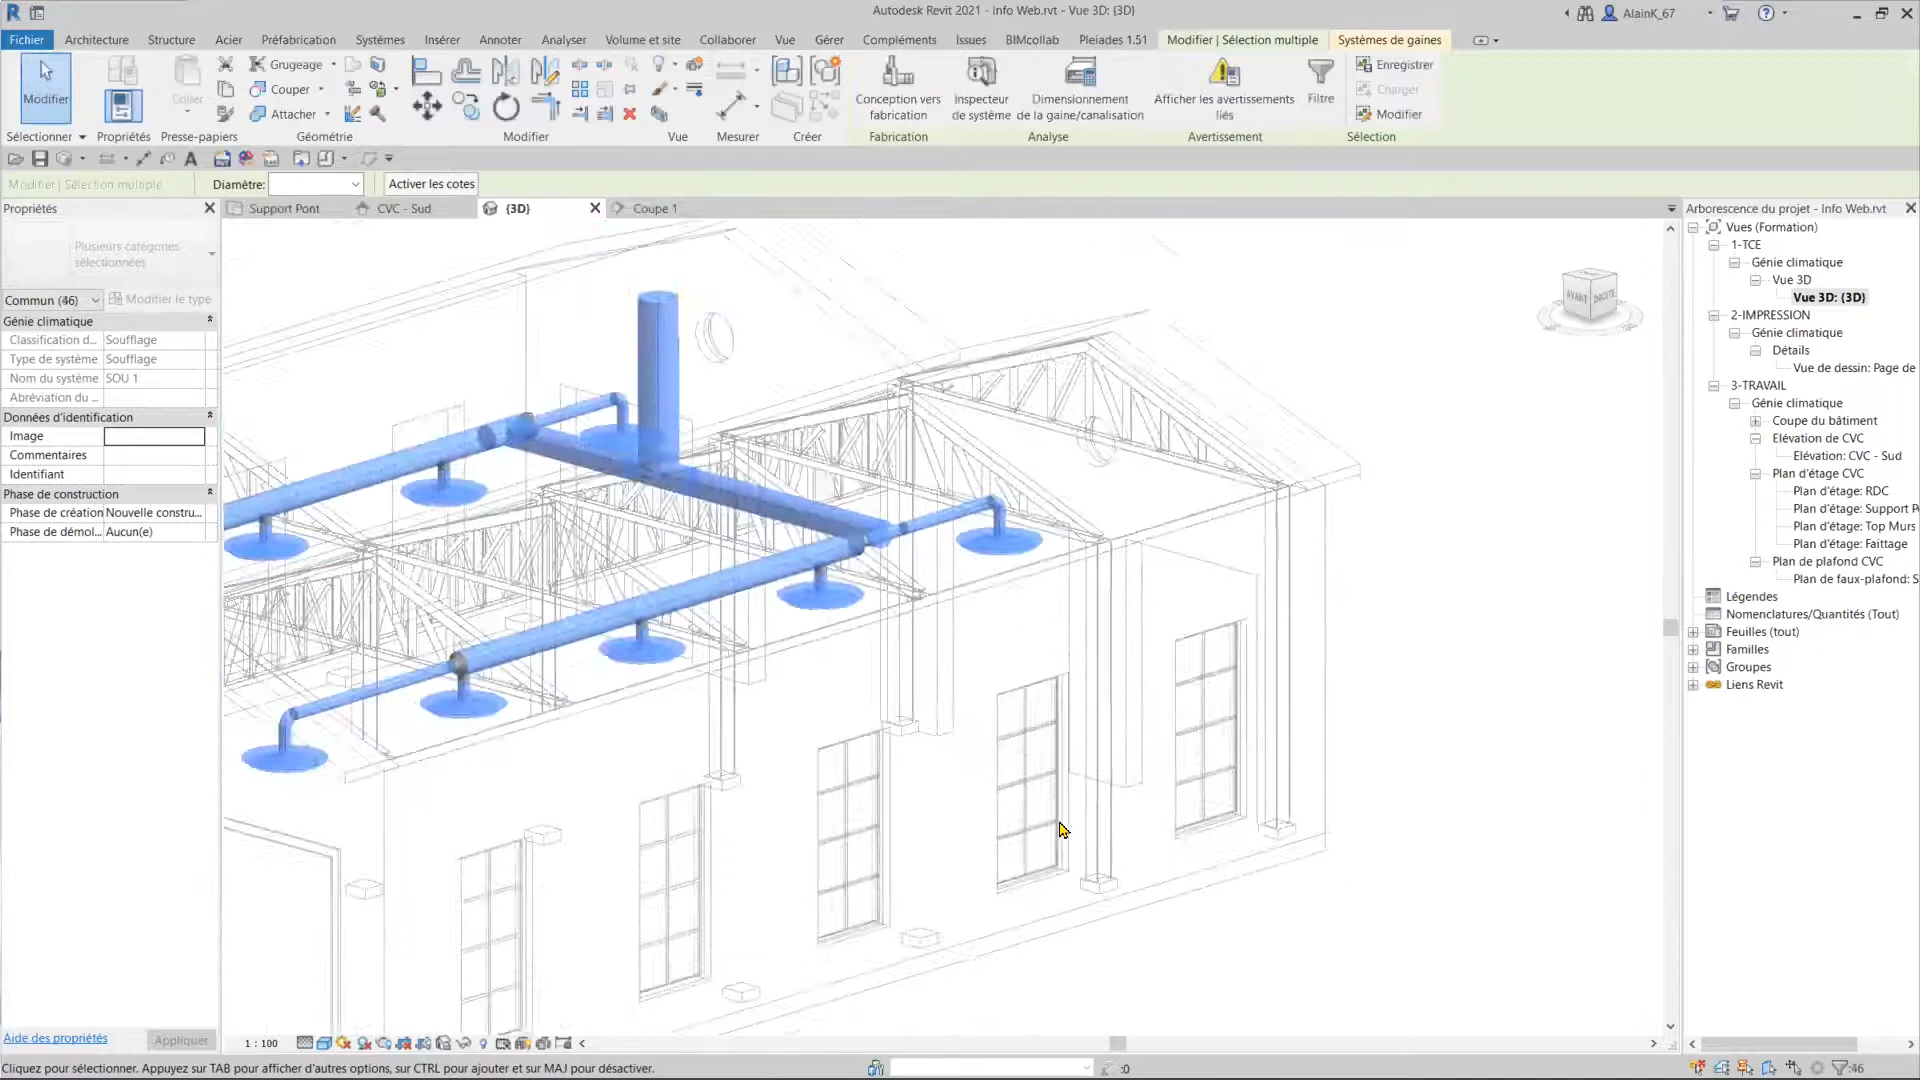 Autodesk Revit 2021 - Info Web.rvt - Vue 3D: {3D}
AlainK_67
Fichier Architecture Structure Acier Préfabrication Systèmes Insérer Annoter Analyser Volume et site Collaborer Vue Gérer Compléments Issues BIMcollab Pleiades 1.51 Modifier | Sélection multiple Systèmes de gaines
Modifier
Coller
Grugeage
Couper
Attacher
Conception vers fabrication
Inspecteur de système
Dimensionnement de la gaine/canalisation
Afficher les avertissements liés
Filtre
Enregistrer
Charger
Modifier
Sélectionner Propriétés Presse-papiers Géométrie Modifier Vue Mesurer Créer Fabrication Analyse Avertissement Sélection
Modifier | Sélection multiple Diamètre: Activer les cotes
Propriétés
Support Pont CVC - Sud {3D} Coupe 1
Plusieurs catégories
sélectionnées
Commun (46) Modifier le type
Génie climatique
Classification d... Soufflage
Type de système Soufflage
Nom du système SOU 1
Abréviation du ...
Données d'identification
Image
Commentaires
Identifiant
Phase de construction
Phase de création Nouvelle constru...
Phase de démol... Aucun(e)
Aide des propriétés Appliquer
AVANT DROITE
Arborescence du projet - Info Web.rvt
Vues (Formation)
1-TCE
Génie climatique
Vue 3D
Vue 3D: {3D}
2-IMPRESSION
Génie climatique
Détails
Vue de dessin: Page de
3-TRAVAIL
Génie climatique
Coupe du bâtiment
Elévation de CVC
Elévation: CVC - Sud
Plan d'étage CVC
Plan d'étage: RDC
Plan d'étage: Support P
Plan d'étage: Top Murs
Plan d'étage: Faittage
Plan de plafond CVC
Plan de faux-plafond: S
Légendes
Nomenclatures/Quantités (Tout)
Feuilles (tout)
Familles
Groupes
Liens Revit
1 : 100
Cliquez pour sélectionner. Appuyez sur TAB pour afficher d'autres options, sur CTRL pour ajouter et sur MAJ pour désactiver.
:0
:46